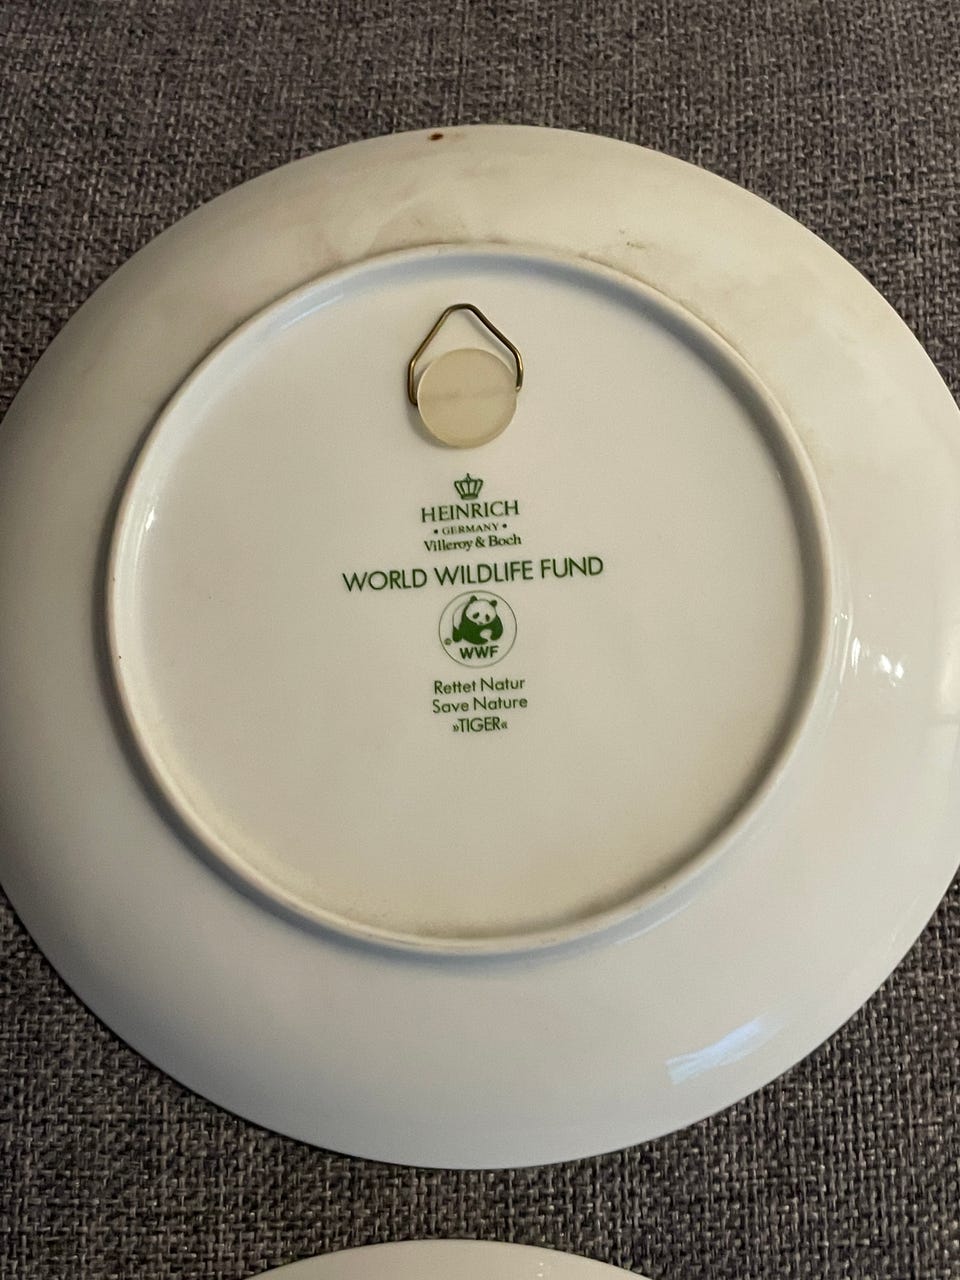 HEINRICH
• GERMANY •
Villeroy & Boch
WORLD WILDLIFE FUND
®
WWF
Rettet Natur
Save Nature
»TIGER«